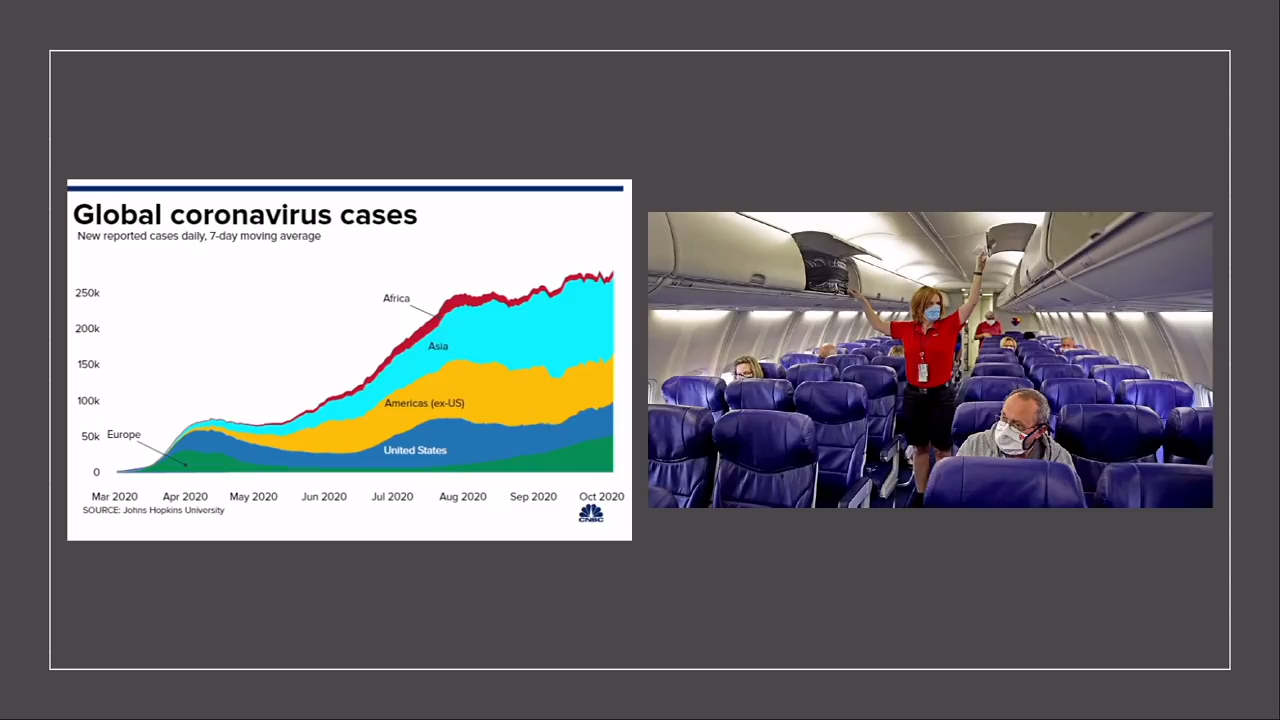 Global coronavirus cases
New reported cases daily, 7-day moving average
250k
200k
150k
100k
50k
0
Africa
Asia
Americas (ex-US)
Europe
United States
Mar 2020 Apr 2020 May 2020 Jun 2020 Jul 2020 Aug 2020 Sep 2020 Oct 2020
SOURCE: Johns Hopkins University
CNBC